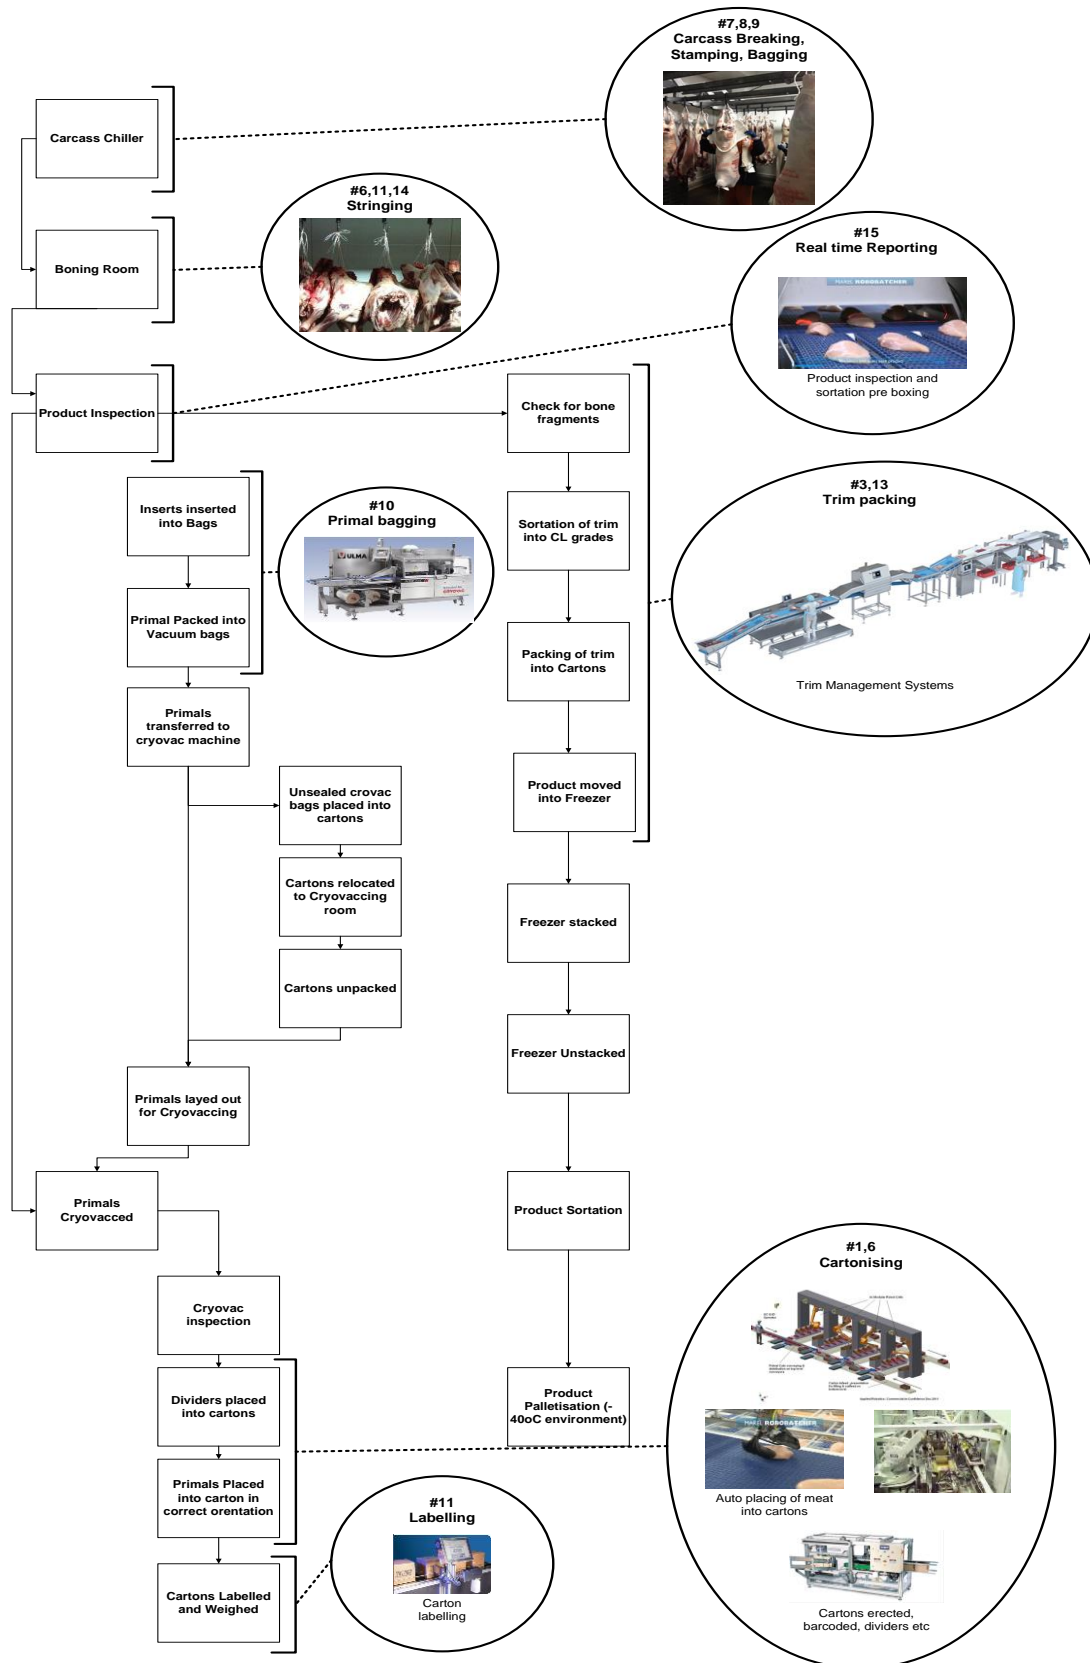 #7,8,9
Carcass Breaking,
Stamping, Bagging
Carcass Chiller
#6,11,14
Stringing
Boning Room
#15
Real time Reporting
MAREL ROBOBATCHER
Product inspection and
sortation pre boxing
Product Inspection
Check for bone
fragments
#3,13
Trim packing
Trim Management Systems
Inserts inserted
into Bags
#10
Primal bagging
ULMA
Sortation of trim
into CL grades
Primal Packed into
Vacuum bags
Packing of trim
into Cartons
Primals
transferred to
cryovac machine
Unsealed crovac
bags placed into
cartons
Product moved
into Freezer
Cartons relocated
to Cryovaccing
room
Freezer stacked
Cartons unpacked
Freezer Unstacked
Primals layed out
for Cryovaccing
Primals
Cryovacced
Product Sortation
Cryovac
inspection
#1,6
Cartonising
Dividers placed
into cartons
Product
Palletisation (-
40oC environment)
MAREL ROBOBATCHER
Auto placing of meat
into cartons
Primals Placed
into carton in
correct orentation
#11
Labelling
Carton
labelling
Cartons Labelled
and Weighed
Cartons erected,
barcoded, dividers etc